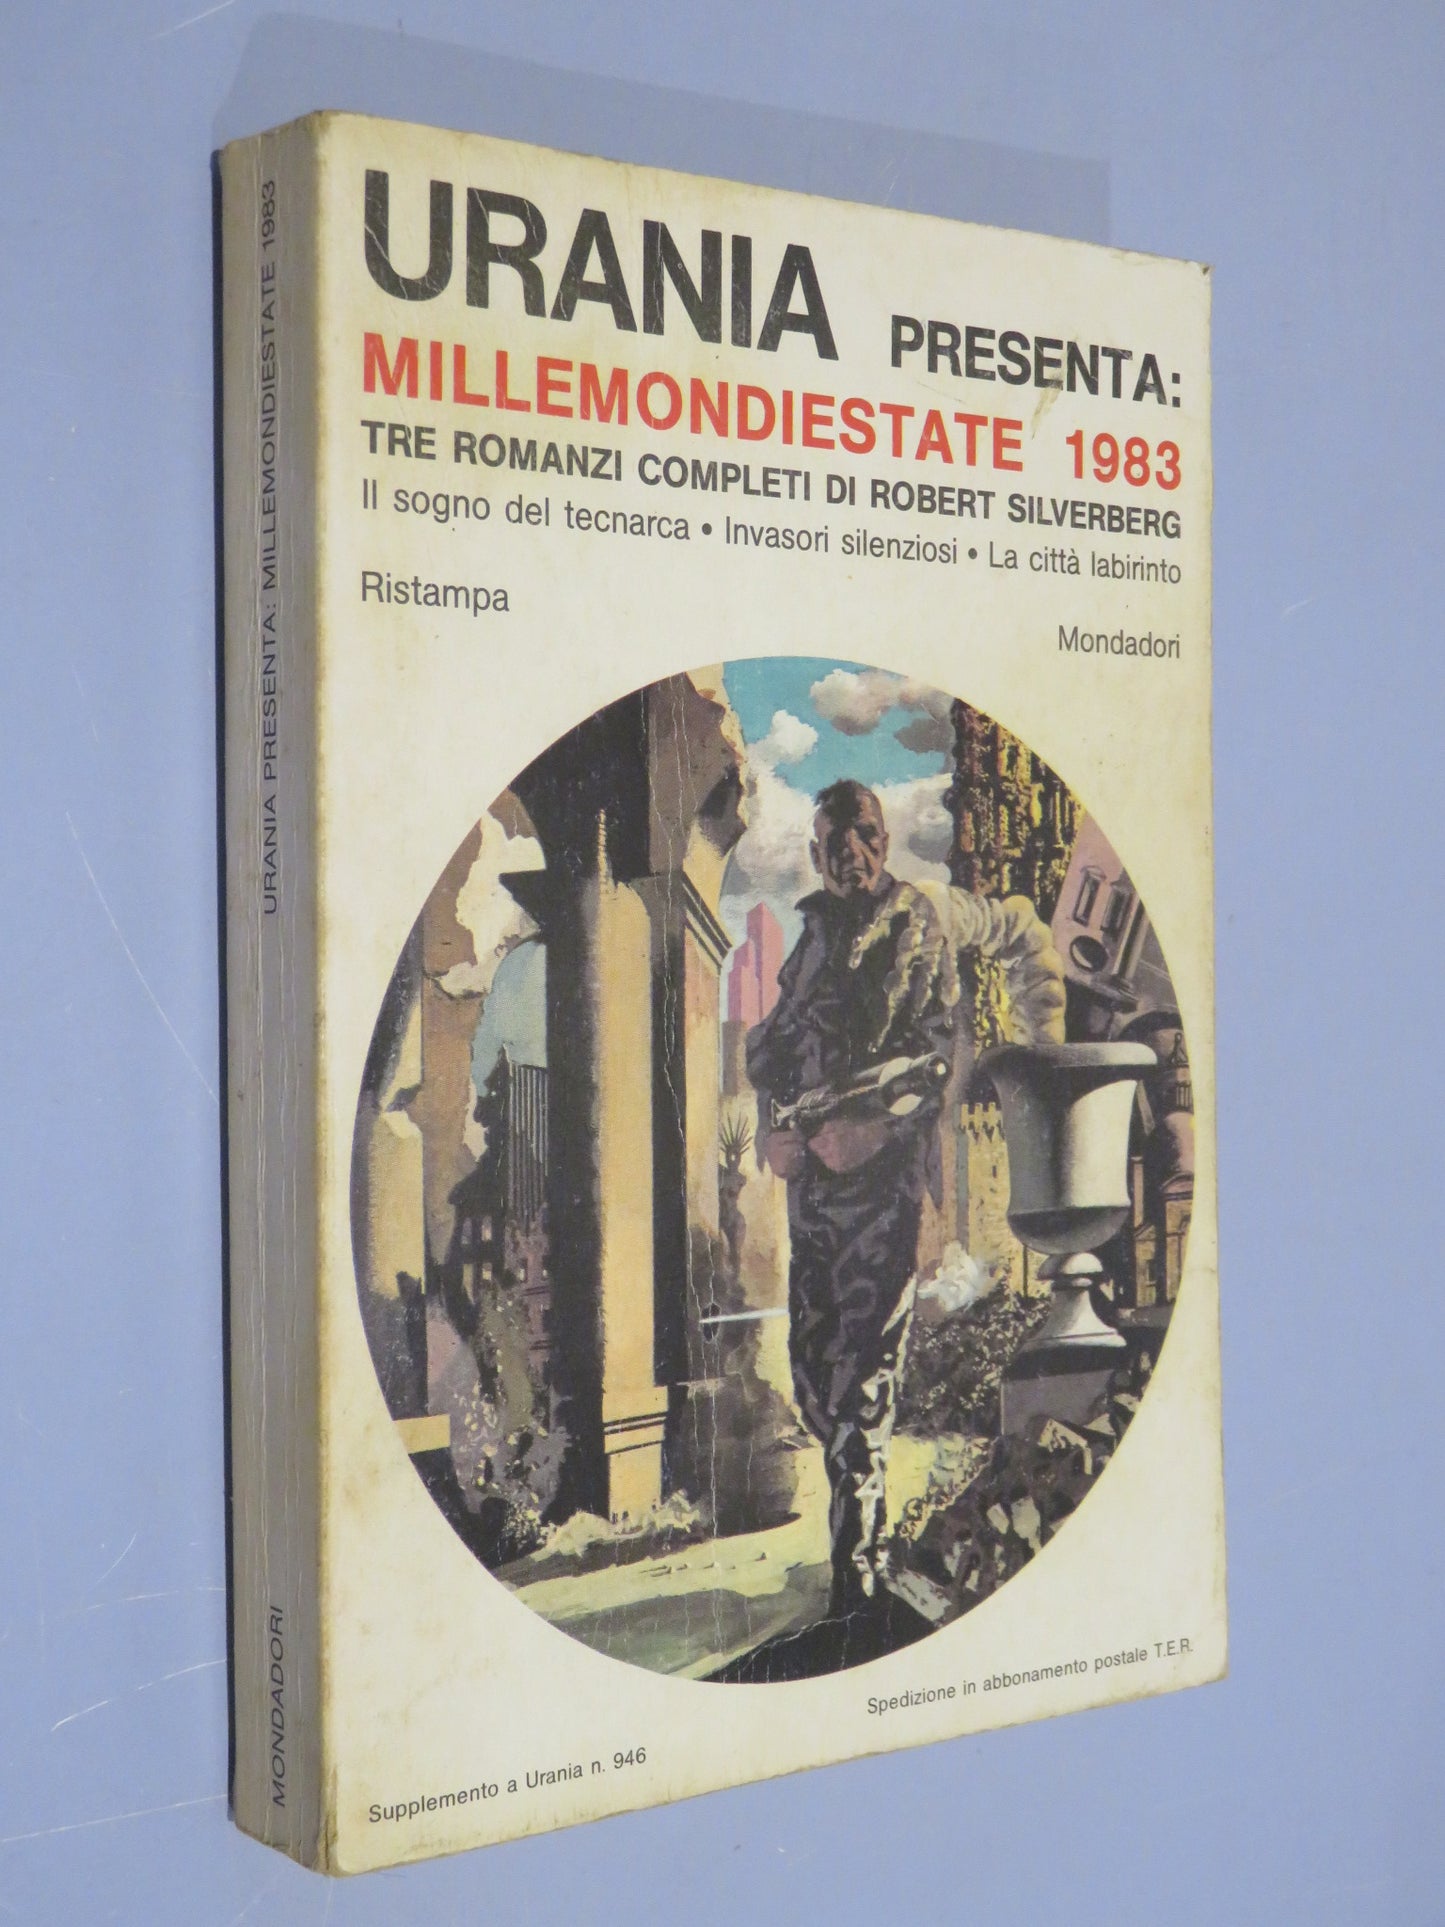 URANIA PRESENTA:
MILLEMONDIESTATE 1983
TRE ROMANZI COMPLETI DI ROBERT SILVERBERG
Il sogno del tecnarca • Invasori silenziosi • La città labirinto
Ristampa
Mondadori
Spedizione in abbonamento postale T.E.R.
Supplemento a Urania n. 946
URANIA PRESENTA: MILLEMONDIESTATE 1983
MONDADORI